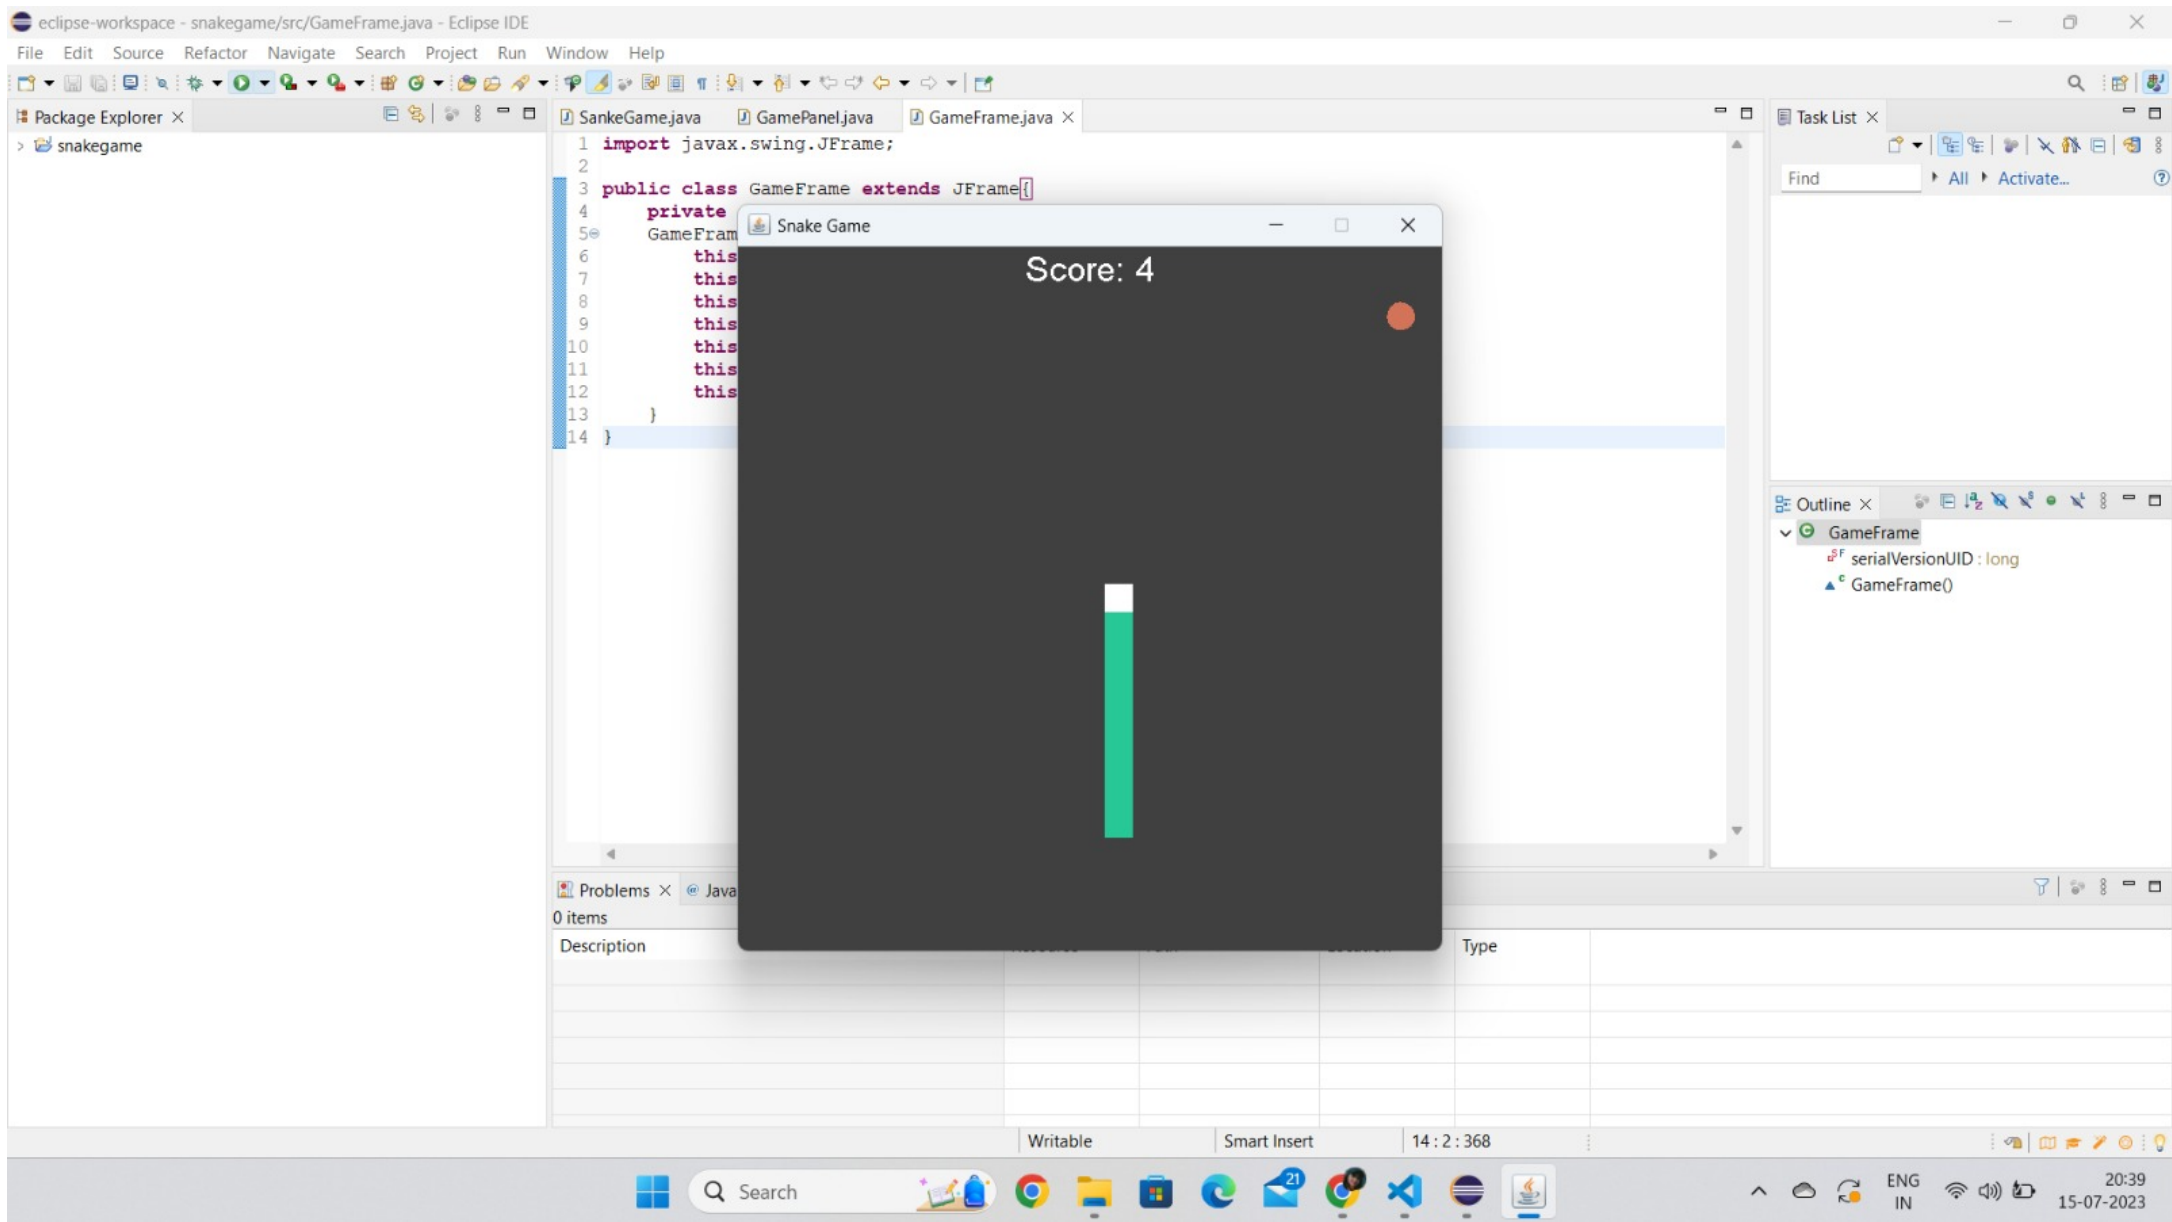 eclipse-workspace - snakegame/src/GameFrame.java - Eclipse IDE
File Edit Source Refactor Navigate Search Project Run Window Help
Package Explorer
snakegame
SankeGame.java GamePanel.java GameFrame.java
1 import javax.swing.JFrame;
2
3 public class GameFrame extends JFrame{
4 private
5 GameFram
6 this
7 this
8 this
9 this
10 this
11 this
12 this
13 }
14 }
Snake Game
Score: 4
Task List
Find All Activate...
Outline
GameFrame
serialVersionUID : long
GameFrame()
Problems @ Java
0 items
Description Type
Writable Smart Insert 14 : 2 : 368
Search
21
ENG
IN
20:39
15-07-2023